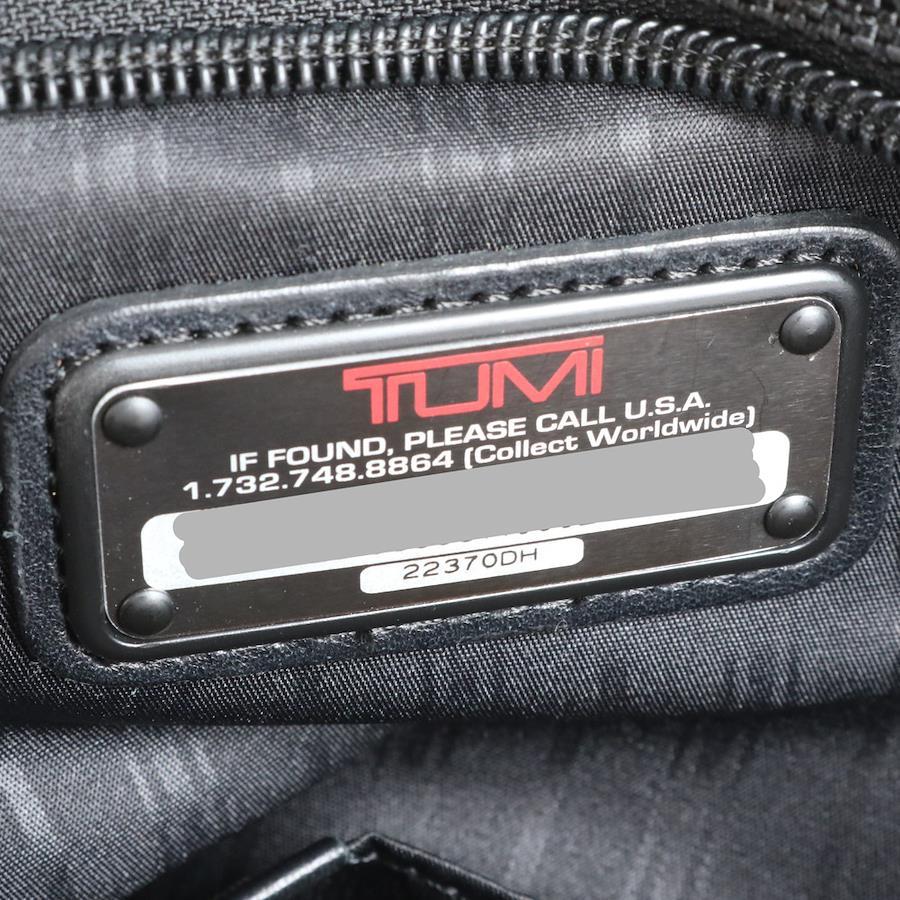 TUMI
IF FOUND, PLEASE CALL U.S.A.
1.732.748.8864 (Collect Worldwide)
22370DH